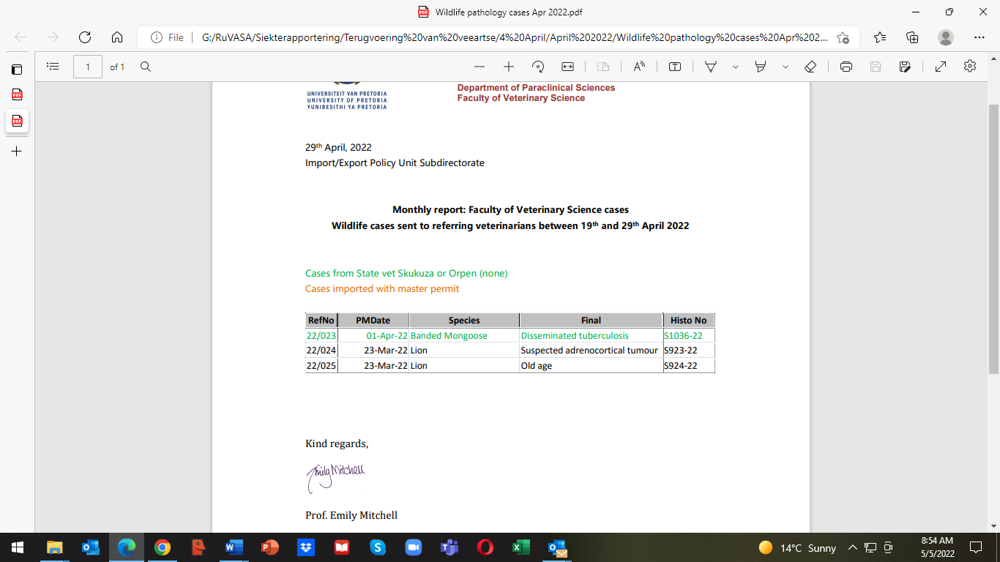 Wildlife pathology cases Apr 2022.pdf
File G:/RuVASA/Siekterapportering/Terugvoering%20van%20veeartse/4%20April/April%202022/Wildlife%20pathology%20cases%20Apr%202...
1 of 1
UNIVERSITEIT VAN PRETORIA
UNIVERSITY OF PRETORIA
YUNIBESITHI YA PRETORIA
Department of Paraclinical Sciences
Faculty of Veterinary Science
29th April, 2022
Import/Export Policy Unit Subdirectorate
Monthly report: Faculty of Veterinary Science cases
Wildlife cases sent to referring veterinarians between 19th and 29th April 2022
Cases from State vet Skukuza or Orpen (none)
Cases imported with master permit
RefNo PMDate Species Final Histo No
22/023 01-Apr-22 Banded Mongoose Disseminated tuberculosis S1036-22
22/024 23-Mar-22 Lion Suspected adrenocortical tumour S923-22
22/025 23-Mar-22 Lion Old age S924-22
Kind regards,
Emily Mitchell
Prof. Emily Mitchell
14°C Sunny
8:54 AM
5/5/2022